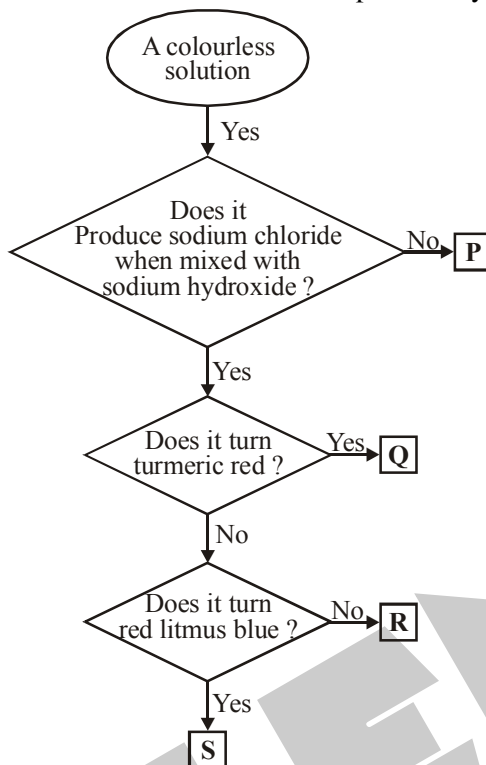 A colourless
solution
Yes
Does it
Produce sodium chloride
when mixed with
sodium hydroxide ?
No
P
Yes
Does it turn
turmeric red ?
Yes
Q
No
Does it turn
red litmus blue ?
No
R
Yes
S